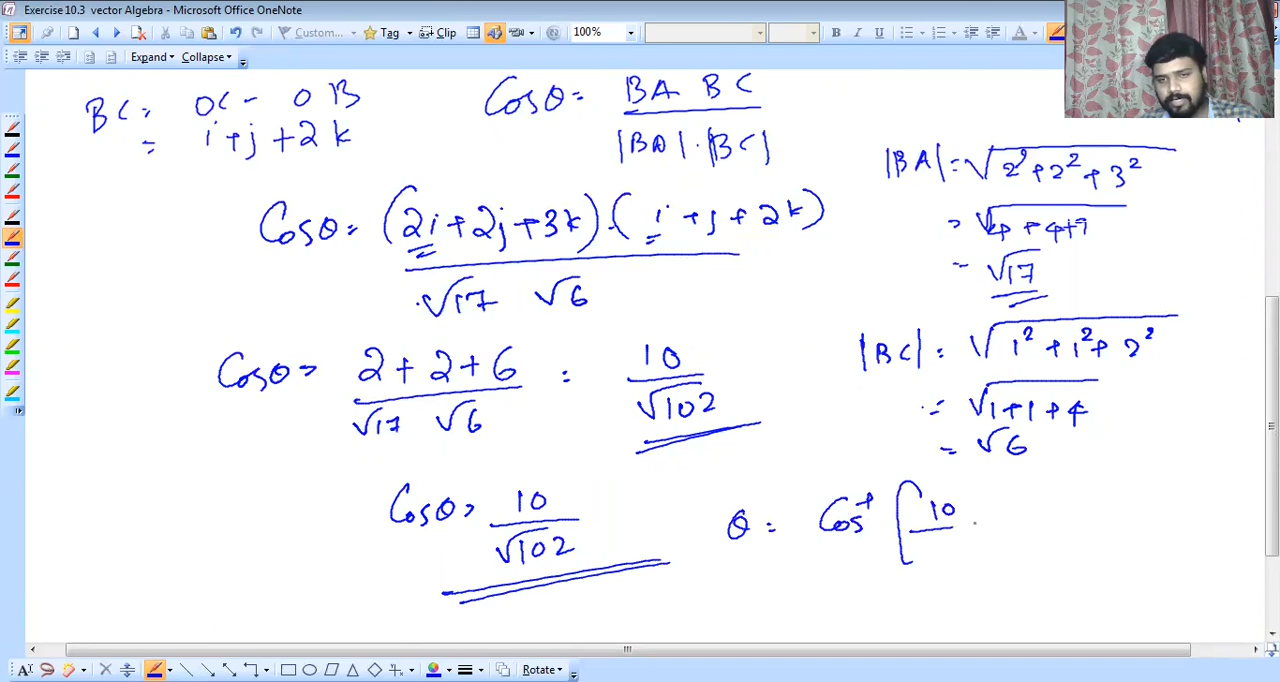 Exercise 10.3 vector Algebra - Microsoft Office OneNote
Custom... Tag Clip 100% B I U A
Expand Collapse
BC = OC - OB
= i + j + 2k
Cosθ = BA BC / |BA| · |BC|
|BA| = √2² + 2² + 3²
= √4 + 4 + 9
= √17
Cosθ = (2i + 2j + 3k) · (i + j + 2k) / √17 √6
|BC| = √1² + 1² + 2²
= √1 + 1 + 4
= √6
Cosθ = 2 + 2 + 6 / √17 √6 = 10 / √102
Cosθ = 10 / √102
θ = Cos⁻¹ [ 10
A Rotate